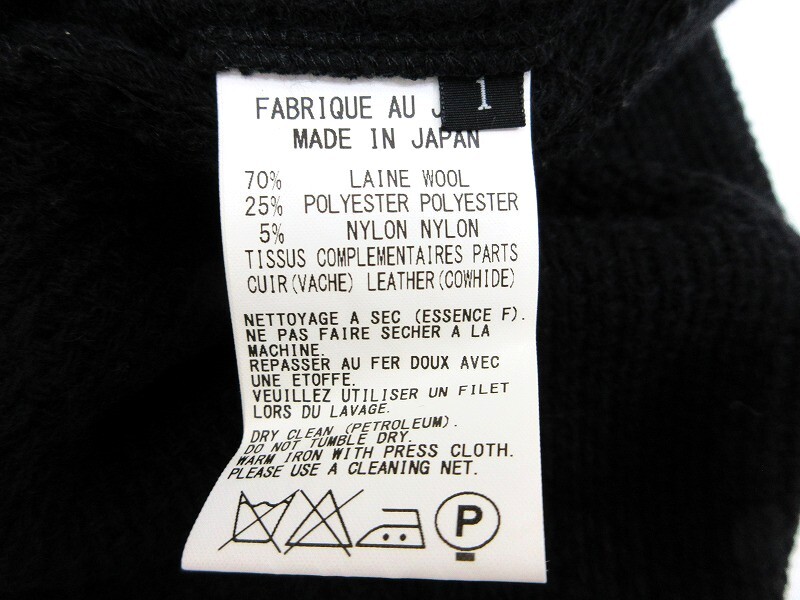 1
FABRIQUE AU
MADE IN JAPAN
70% LAINE WOOL
25% POLYESTER POLYESTER
5% NYLON NYLON
TISSUS COMPLEMENTAIRES PARTS
CUIR(VACHE) LEATHER(COWHIDE)
NETTOYAGE A SEC (ESSENCE F).
NE PAS FAIRE SECHER A LA
MACHINE.
REPASSER AU FER DOUX AVEC
UNE ETOFFE.
VEUILLEZ UTILISER UN FILET
LORS DU LAVAGE.
DRY CLEAN (PETROLEUM).
DO NOT TUMBLE DRY.
WARM IRON WITH PRESS CLOTH.
PLEASE USE A CLEANING NET.
P